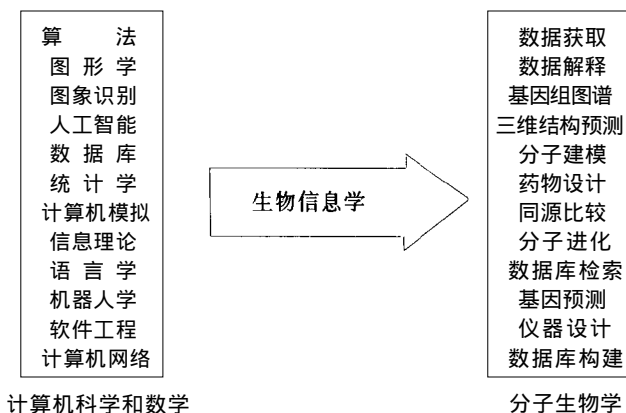 算法
图形学
图象识别
人工智能
数据库
统计学
计算机模拟
信息理论
语言学
机器人学
软件工程
计算机网络
计算机科学和数学
生物信息学
数据获取
数据解释
基因组图谱
三维结构预测
分子建模
药物设计
同源比较
分子进化
数据库检索
基因预测
仪器设计
数据库构建
分子生物学